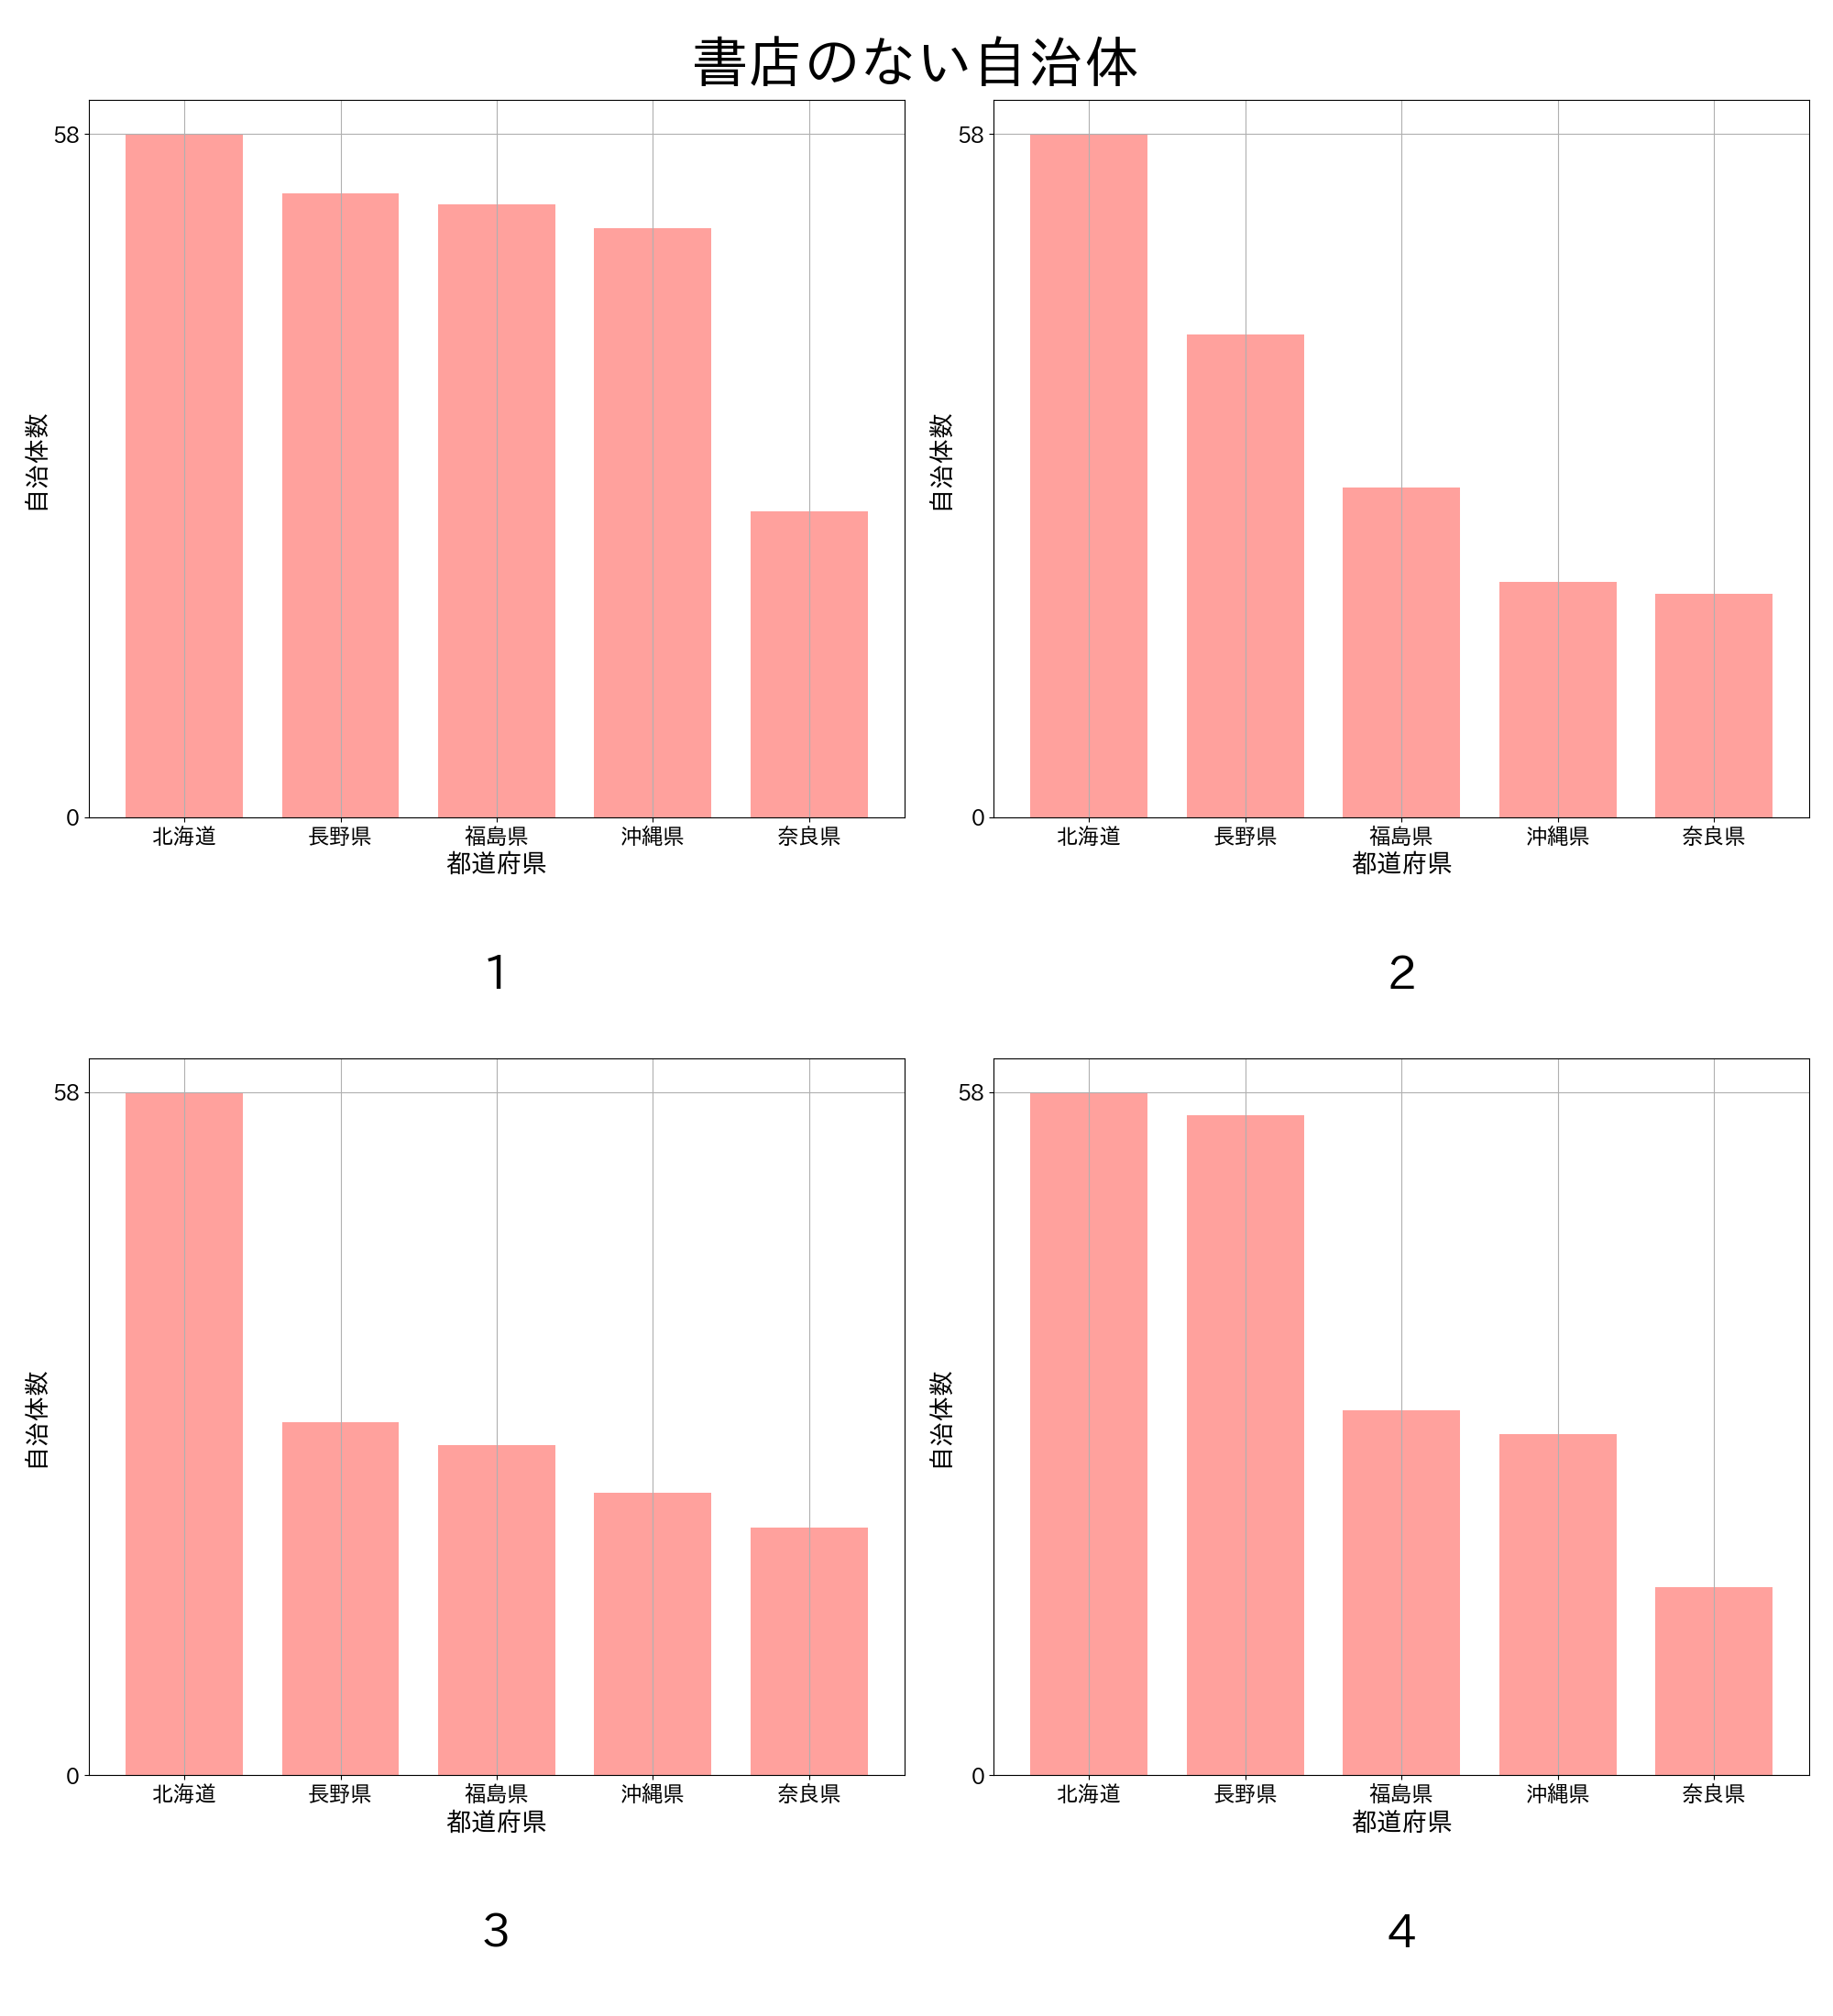 書店のない自治体
58
0
自治体数
北海道 長野県 福島県 沖縄県 奈良県
都道府県
1
58
0
自治体数
北海道 長野県 福島県 沖縄県 奈良県
都道府県
2
58
0
自治体数
北海道 長野県 福島県 沖縄県 奈良県
都道府県
3
58
0
自治体数
北海道 長野県 福島県 沖縄県 奈良県
都道府県
4